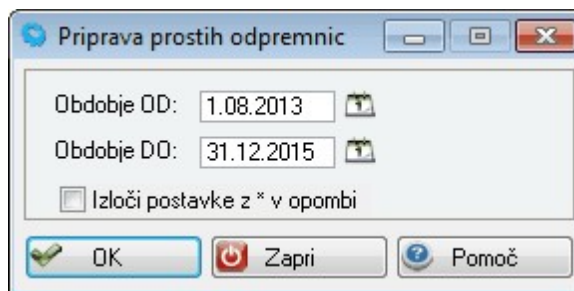 Priprava prostih odpremnic
Obdobje OD: 1.08.2013
Obdobje DO: 31.12.2015
Izloči postavke z * v opombi
OK Zapri Pomoč